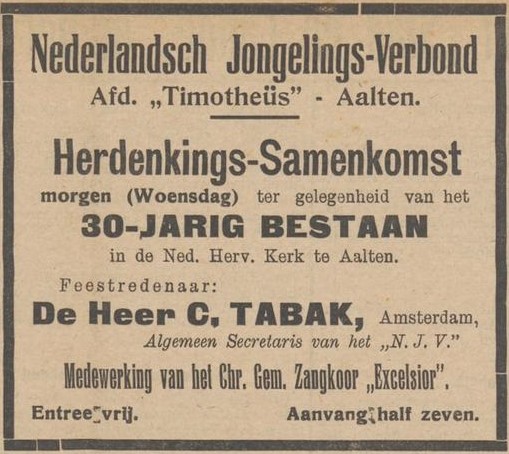 Nederlandsch Jongelings-Verbond
Afd. „Timotheüs” - Aalten.
Herdenkings-Samenkomst
morgen (Woensdag) ter gelegenheid van het
30-JARIG BESTAAN
in de Ned. Herv. Kerk te Aalten.
Feestredenaar:
De Heer C. TABAK, Amsterdam,
Algemeen Secretaris van het „N. J. V.”
Medewerking van het Chr. Gem. Zangkoor „Excelsior”.
Entree vrij. Aanvang half zeven.